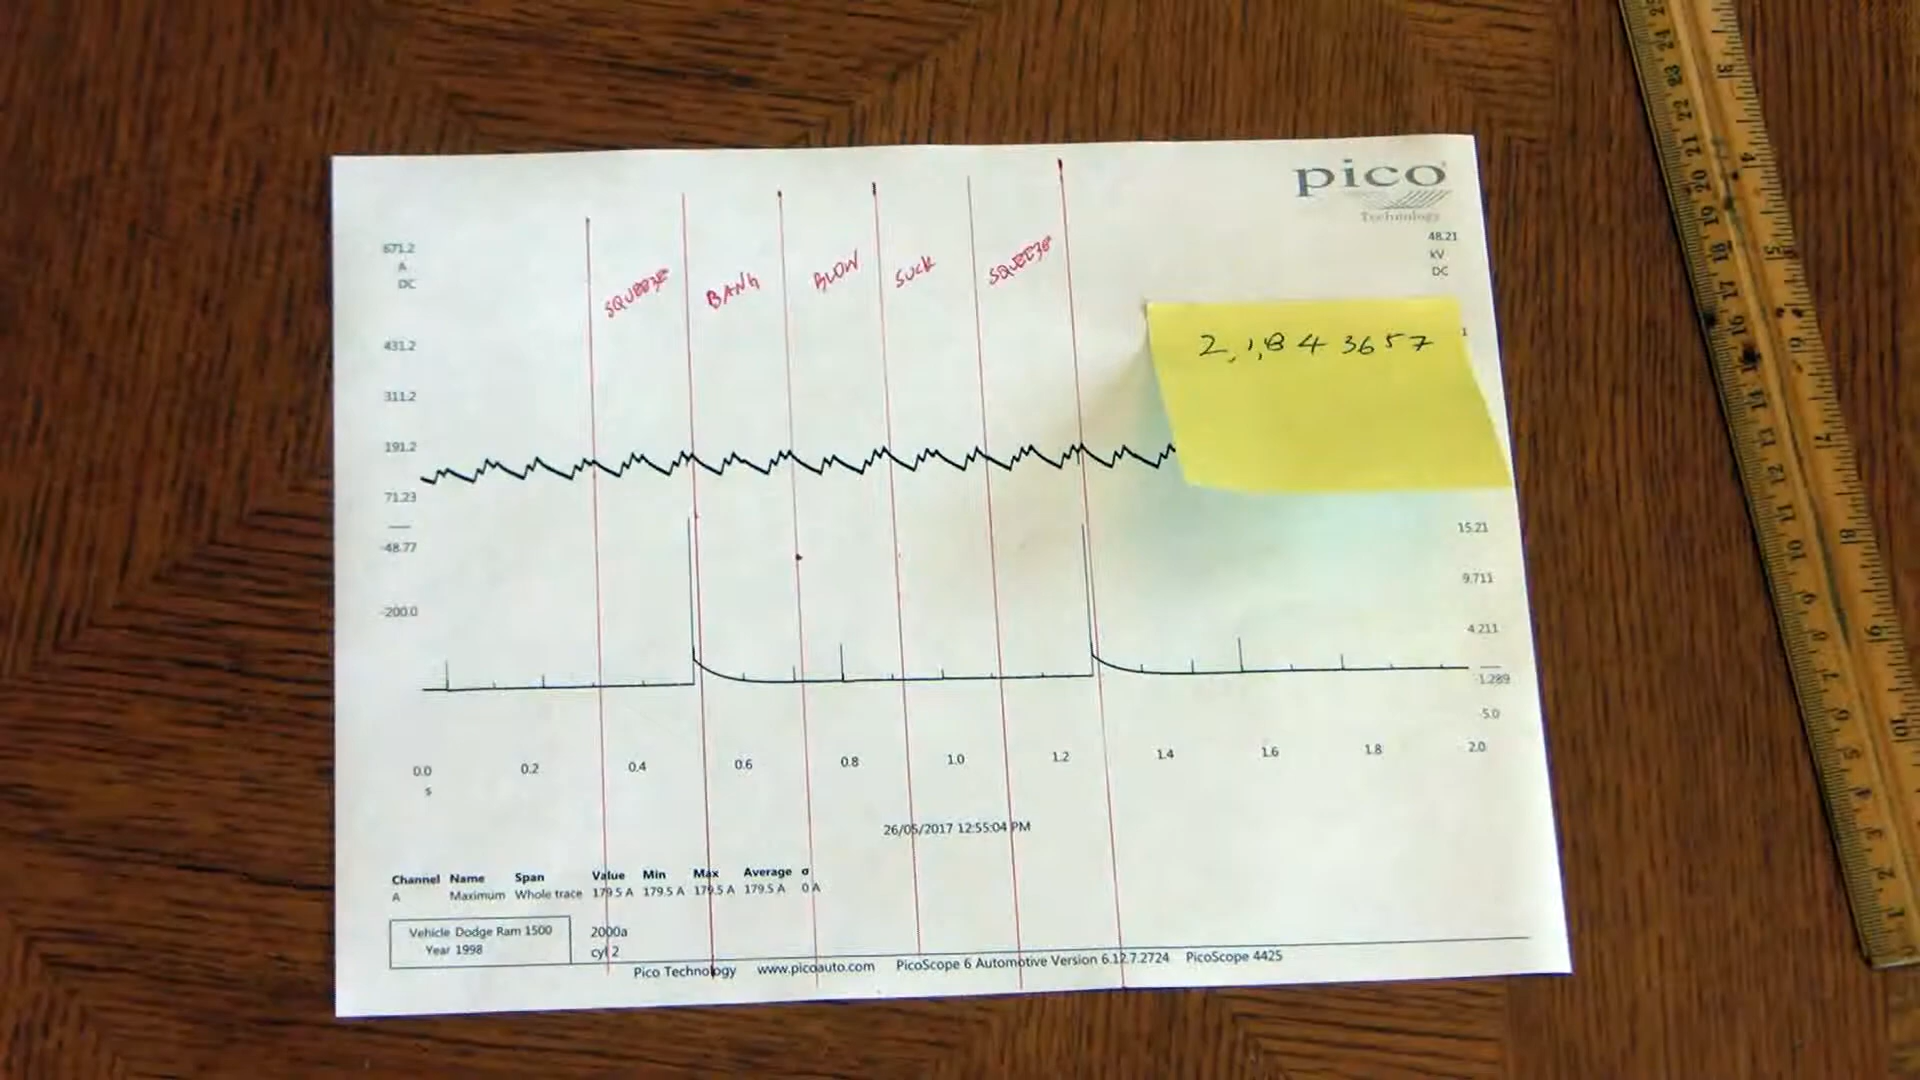 pico
Technology
671.2
A
DC
48.21
kV
DC
SQUEEZE
BANG
BLOW
SUCK
SQUEEZE
431.2
311.2
191.2
71.23
-48.77
-200.0
2,1,8 4 3657
15.21
9.711
4.211
-1.289
-5.0
0.0 0.2 0.4 0.6 0.8 1.0 1.2 1.4 1.6 1.8 2.0
s
26/05/2017 12:55:04 PM
Channel Name Span Value Min Max Average σ
A Maximum Whole trace 179.5 A 179.5 A 179.5 A 179.5 A 0 A
Vehicle Dodge Ram 1500
Year 1998
2000a
cyl 2
Pico Technology www.picoauto.com PicoScope 6 Automotive Version 6.12.7.2724 PicoScope 4425